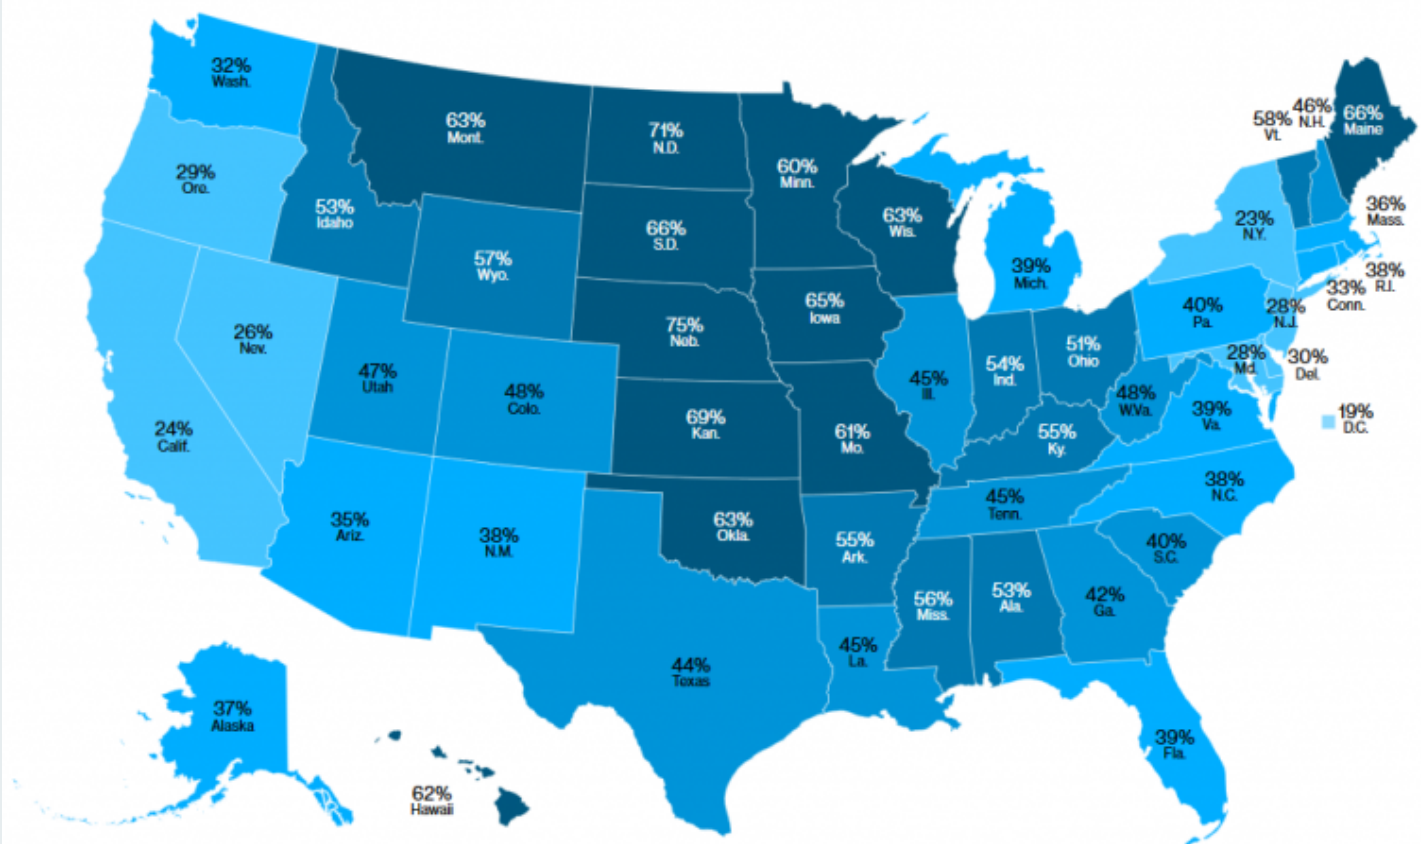 32%
Wash.
63%
Mont.
71%
N.D.
60%
Minn.
58%
Vt.
46%
N.H.
66%
Maine
29%
Ore.
53%
Idaho
57%
Wyo.
66%
S.D.
63%
Wis.
39%
Mich.
23%
N.Y.
36%
Mass.
38%
R.I.
33%
Conn.
26%
Nev.
47%
Utah
48%
Colo.
75%
Neb.
65%
Iowa
45%
Ill.
54%
Ind.
51%
Ohio
40%
Pa.
28%
N.J.
28%
Md.
30%
Del.
19%
D.C.
24%
Calif.
69%
Kan.
61%
Mo.
55%
Ky.
48%
W.Va.
39%
Va.
35%
Ariz.
38%
N.M.
63%
Okla.
55%
Ark.
45%
Tenn.
38%
N.C.
40%
S.C.
56%
Miss.
53%
Ala.
42%
Ga.
44%
Texas
45%
La.
39%
Fla.
37%
Alaska
62%
Hawaii